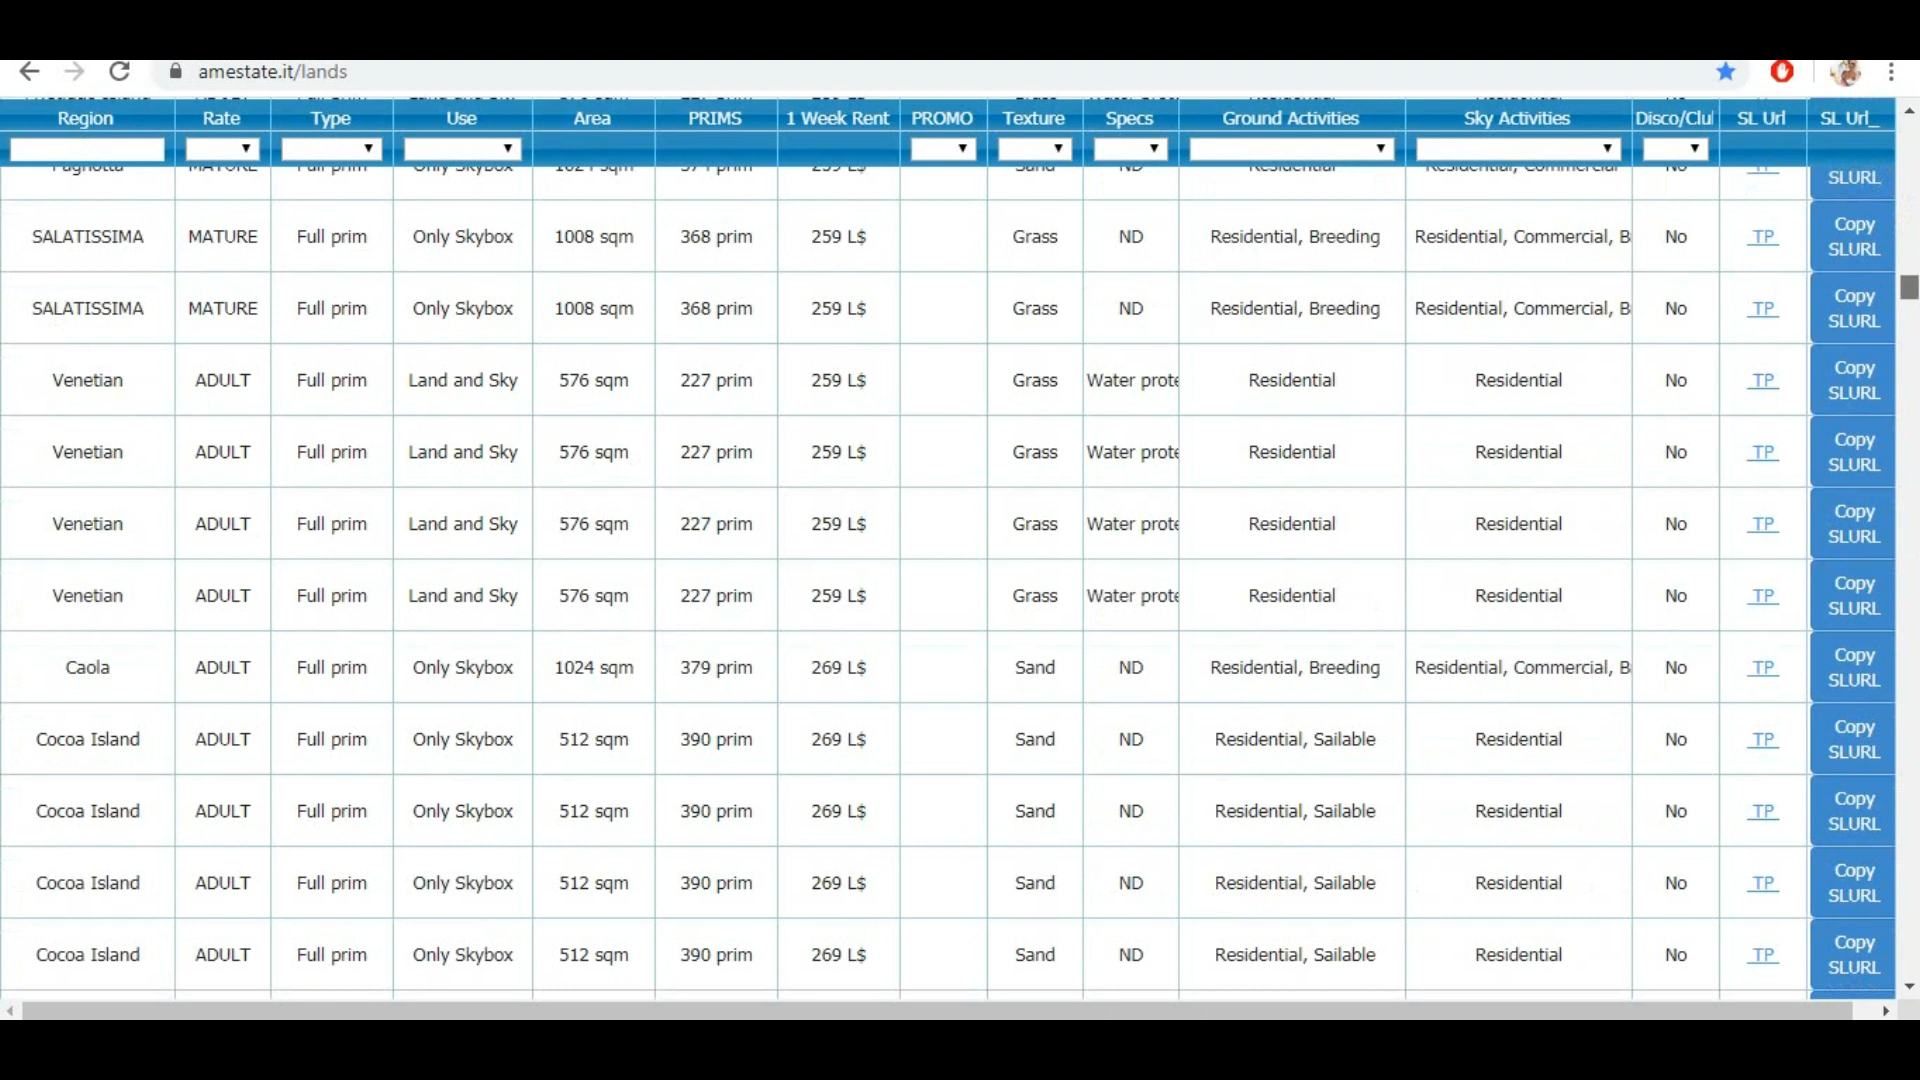 amestate.it/lands
Region Rate Type Use Area PRIMS 1 Week Rent PROMO Texture Specs Ground Activities Sky Activities Disco/Clu SL Url SL Url_
Full prim Only Skybox 259 L$ Sand ND Residential Residential, Commercial No TP SLURL
SALATISSIMA MATURE Full prim Only Skybox 1008 sqm 368 prim 259 L$ Grass ND Residential, Breeding Residential, Commercial, B No TP Copy SLURL
SALATISSIMA MATURE Full prim Only Skybox 1008 sqm 368 prim 259 L$ Grass ND Residential, Breeding Residential, Commercial, B No TP Copy SLURL
Venetian ADULT Full prim Land and Sky 576 sqm 227 prim 259 L$ Grass Water prote Residential Residential No TP Copy SLURL
Venetian ADULT Full prim Land and Sky 576 sqm 227 prim 259 L$ Grass Water prote Residential Residential No TP Copy SLURL
Venetian ADULT Full prim Land and Sky 576 sqm 227 prim 259 L$ Grass Water prote Residential Residential No TP Copy SLURL
Venetian ADULT Full prim Land and Sky 576 sqm 227 prim 259 L$ Grass Water prote Residential Residential No TP Copy SLURL
Caola ADULT Full prim Only Skybox 1024 sqm 379 prim 269 L$ Sand ND Residential, Breeding Residential, Commercial, B No TP Copy SLURL
Cocoa Island ADULT Full prim Only Skybox 512 sqm 390 prim 269 L$ Sand ND Residential, Sailable Residential No TP Copy SLURL
Cocoa Island ADULT Full prim Only Skybox 512 sqm 390 prim 269 L$ Sand ND Residential, Sailable Residential No TP Copy SLURL
Cocoa Island ADULT Full prim Only Skybox 512 sqm 390 prim 269 L$ Sand ND Residential, Sailable Residential No TP Copy SLURL
Cocoa Island ADULT Full prim Only Skybox 512 sqm 390 prim 269 L$ Sand ND Residential, Sailable Residential No TP Copy SLURL